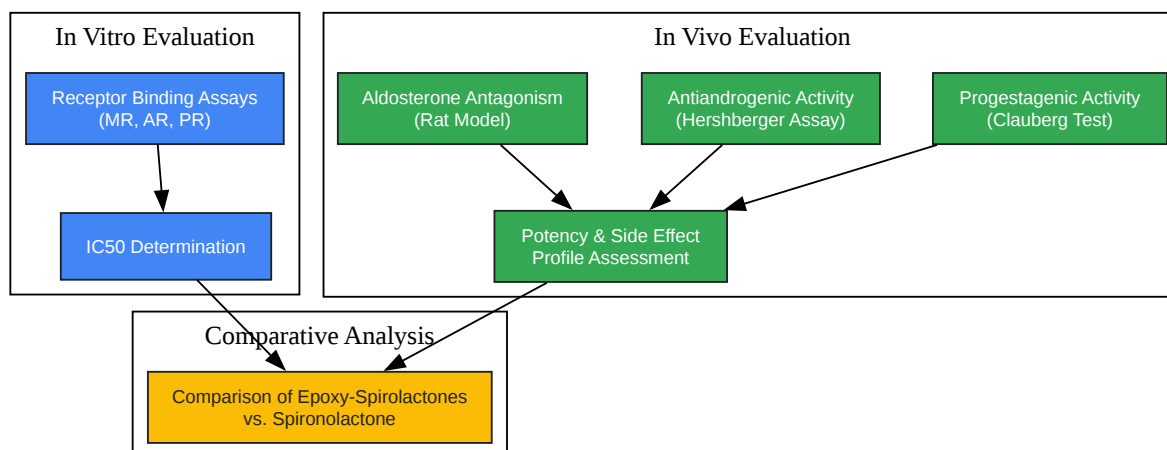 In Vitro Evaluation
Receptor Binding Assays
(MR, AR, PR)
IC50 Determination
In Vivo Evaluation
Aldosterone Antagonism
(Rat Model)
Antiandrogenic Activity
(Hershberger Assay)
Progestagenic Activity
(Clauberg Test)
Potency & Side Effect
Profile Assessment
Comparative Analysis
Comparison of Epoxy-Spirolactones
vs. Spironolactone